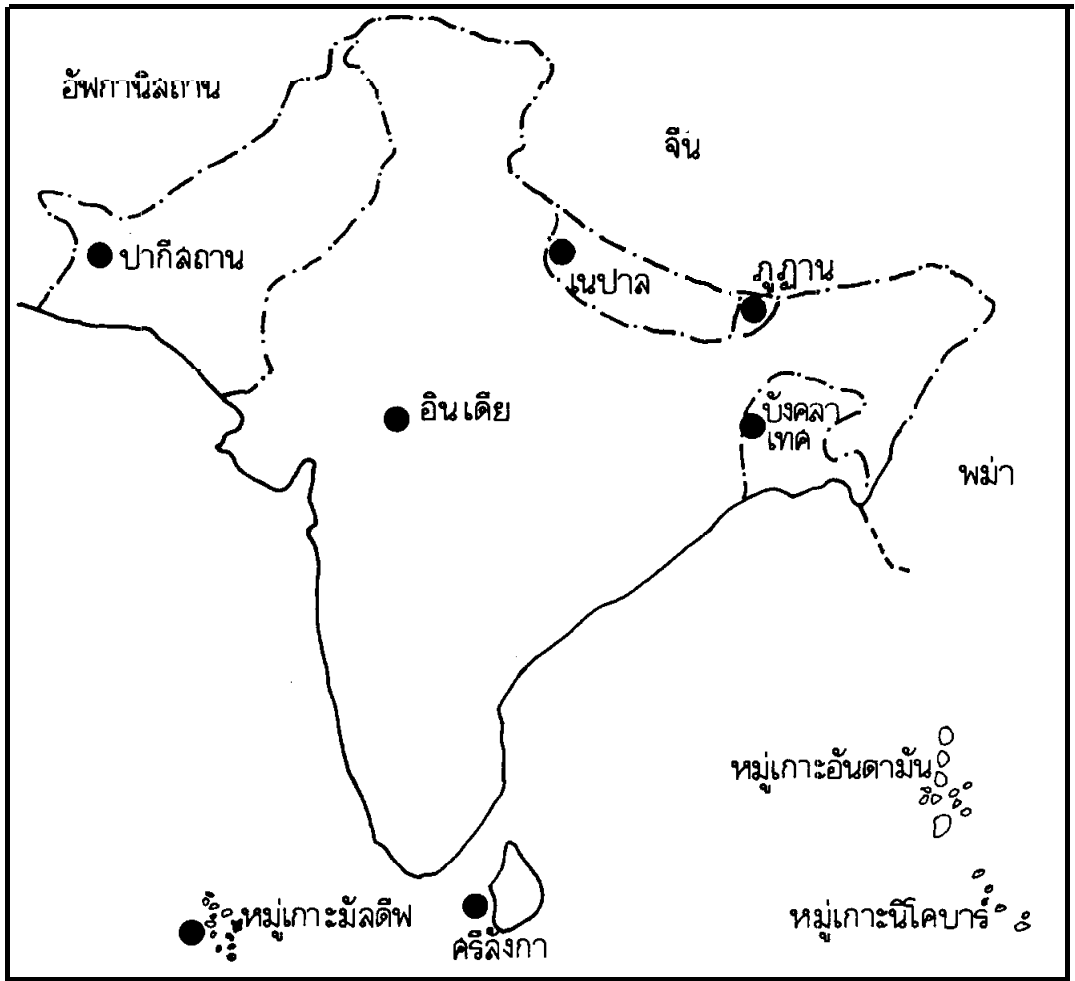 อัฟกานิสถาน
จีน
ปากีสถาน
เนปาล
ภูฏาน
อินเดีย
บังคลา
เทศ
พม่า
หมู่เกาะอันดามัน
หมู่เกาะมัลดีฟ
ศรีลังกา
หมู่เกาะนิโคบาร์